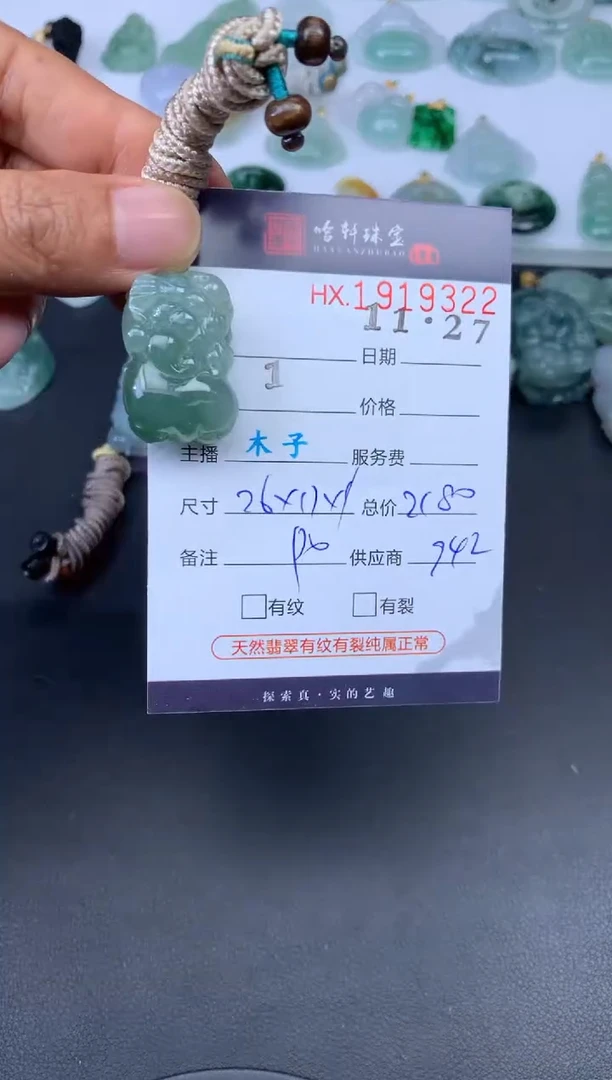 哈轩珠宝
HAXUANZHUBAO
HX.1919322
11·27
日期
1
价格
主播 木子 服务费
尺寸 总价 2180
备注 供应商 942
有纹 有裂
天然翡翠有纹有裂纯属正常
探索真·实的艺趣